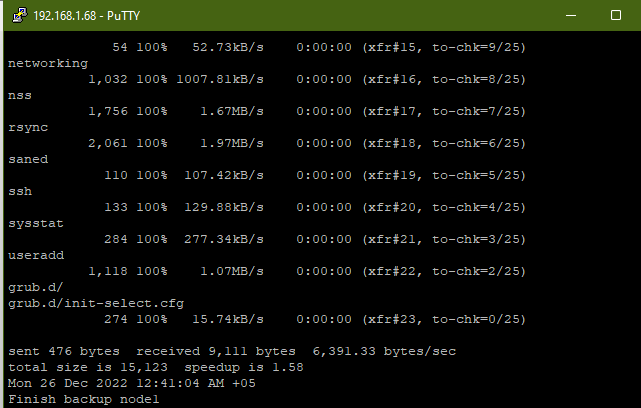 192.168.1.68 - PuTTY
54 100% 52.73kB/s 0:00:00 (xfr#15, to-chk=9/25)
networking
1,032 100% 1007.81kB/s 0:00:00 (xfr#16, to-chk=8/25)
nss
1,756 100% 1.67MB/s 0:00:00 (xfr#17, to-chk=7/25)
rsync
2,061 100% 1.97MB/s 0:00:00 (xfr#18, to-chk=6/25)
saned
110 100% 107.42kB/s 0:00:00 (xfr#19, to-chk=5/25)
ssh
133 100% 129.88kB/s 0:00:00 (xfr#20, to-chk=4/25)
sysstat
284 100% 277.34kB/s 0:00:00 (xfr#21, to-chk=3/25)
useradd
1,118 100% 1.07MB/s 0:00:00 (xfr#22, to-chk=2/25)
grub.d/
grub.d/init-select.cfg
274 100% 15.74kB/s 0:00:00 (xfr#23, to-chk=0/25)
sent 476 bytes received 9,111 bytes 6,391.33 bytes/sec
total size is 15,123 speedup is 1.58
Mon 26 Dec 2022 12:41:04 AM +05
Finish backup node1